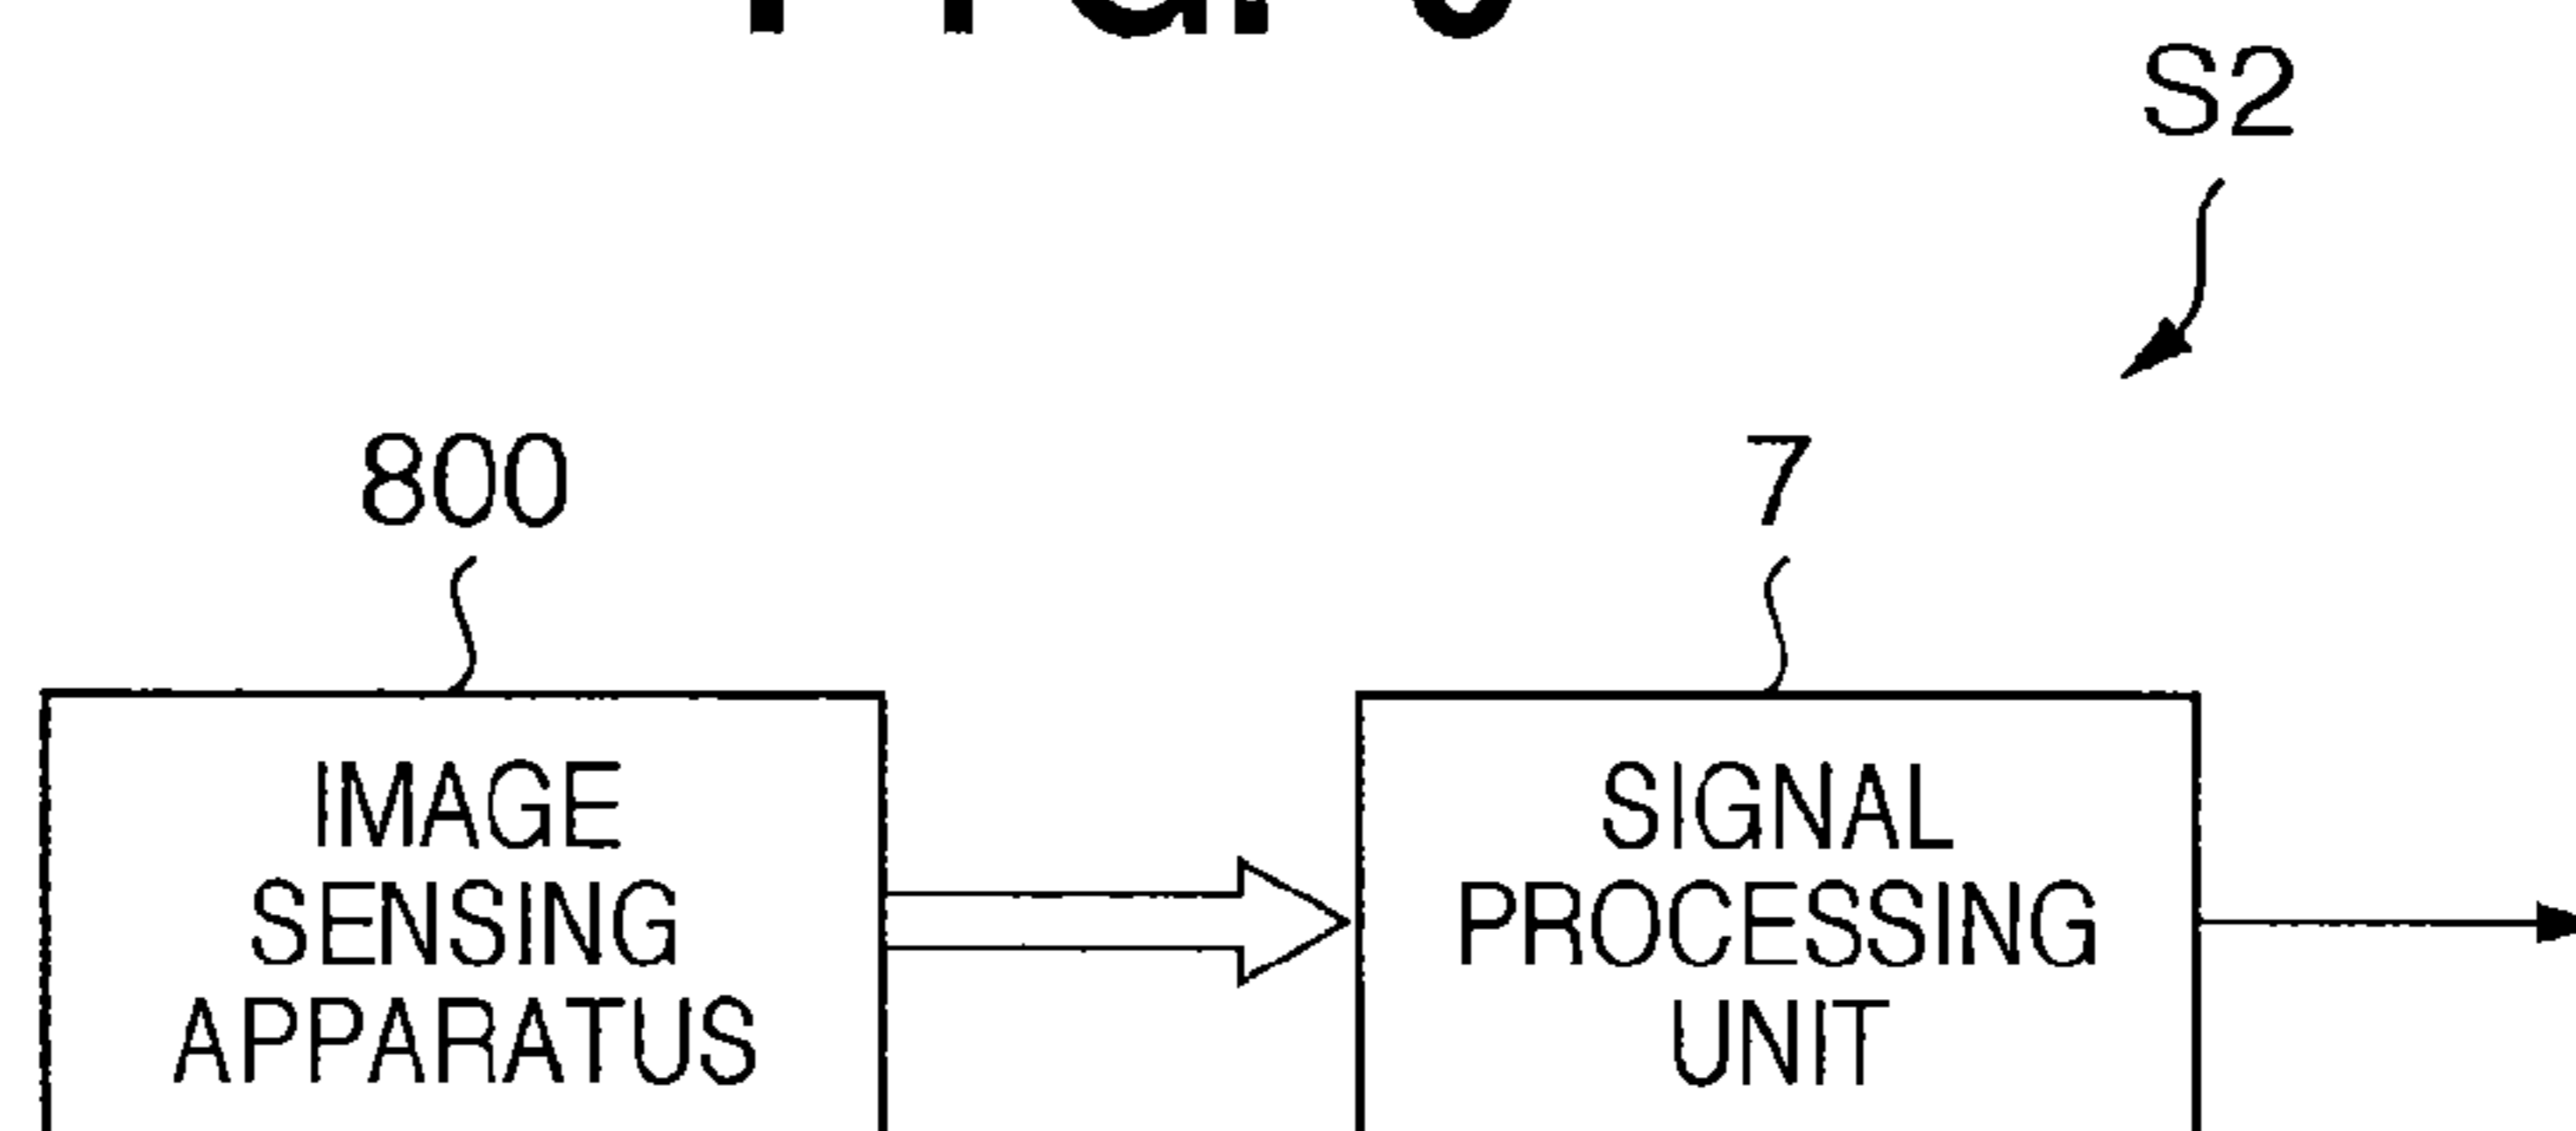 S2
800
7
IMAGE
SENSING
APPARATUS
SIGNAL
PROCESSING
UNIT